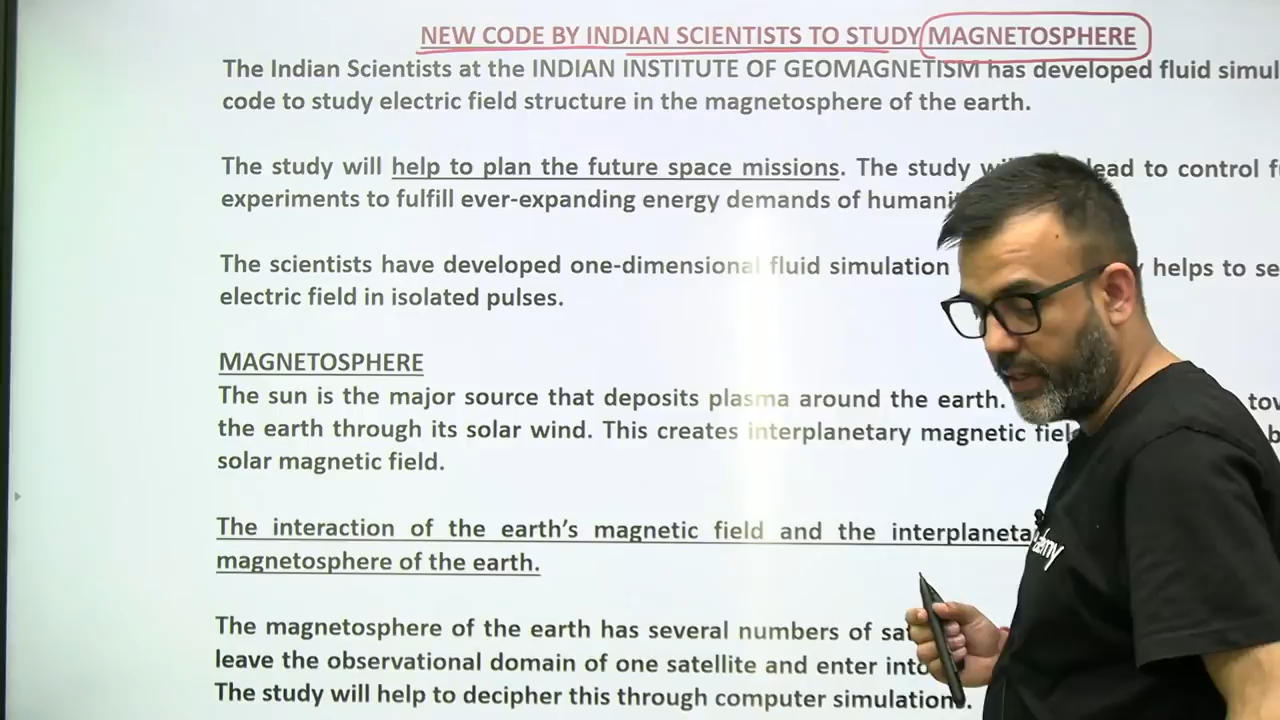 NEW CODE BY INDIAN SCIENTISTS TO STUDY MAGNETOSPHERE
The Indian Scientists at the INDIAN INSTITUTE OF GEOMAGNETISM has developed fluid simul
code to study electric field structure in the magnetosphere of the earth.
The study will help to plan the future space missions. The study lead to control
experiments to fulfill ever-expanding energy demands of humani
The scientists have developed one-dimensional fluid simulation helps to se
electric field in isolated pulses.
MAGNETOSPHERE
The sun is the major source that deposits plasma around the earth.
the earth through its solar wind. This creates interplanetary magnetic
solar magnetic field.
The interaction of the earth's magnetic field and the interplaneta
magnetosphere of the earth.
The magnetosphere of the earth has several numbers of
leave the observational domain of one satellite and enter into
The study will help to decipher this through computer simulations.